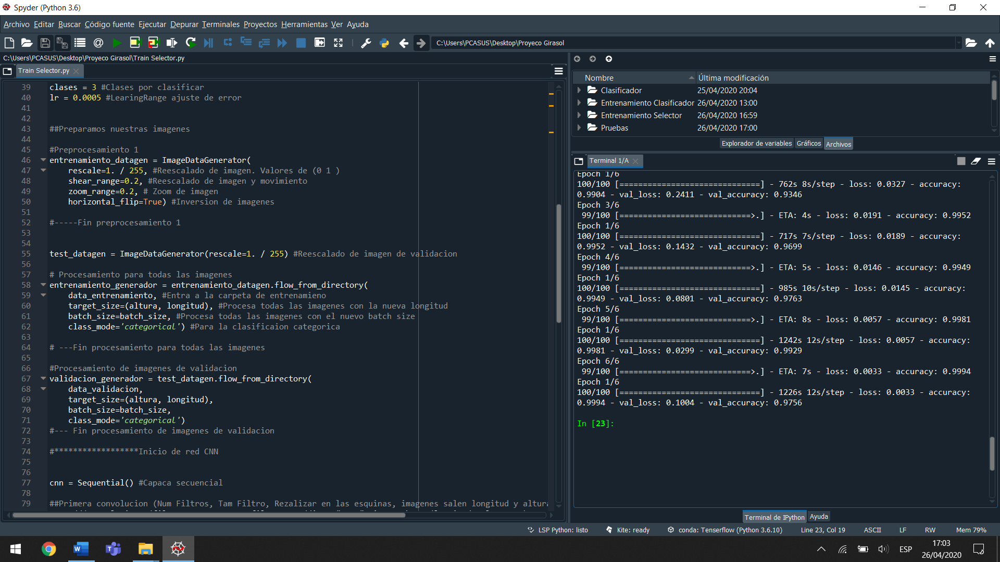 Spyder (Python 3.6)
Archivo Editar Buscar Código fuente Ejecutar Depurar Terminales Proyectos Herramientas Ver Ayuda
C:\Users\PCASUS\Desktop\Proyeco Girasol
C:\Users\PCASUS\Desktop\Proyeco Girasol\Train Selector.py
Train Selector.py
39 clases = 3 #Clases por clasificar
40 lr = 0.0005 #LearingRange ajuste de error
41
42
43 ##Preparamos nuestras imagenes
44
45 #Preprocesamiento 1
46 entrenamiento_datagen = ImageDataGenerator(
47 rescale=1. / 255, #Reescalado de imagen. Valores de (0 1 )
48 shear_range=0.2, #Reescalado de imagen y movimiento
49 zoom_range=0.2, # Zoom de imagen
50 horizontal_flip=True) #Inversion de imagenes
51
52 #-----Fin preprocesamiento 1
53
54
55 test_datagen = ImageDataGenerator(rescale=1. / 255) #Reescalado de imagen de validacion
56
57 # Procesamiento para todas las imagenes
58 entrenamiento_generador = entrenamiento_datagen.flow_from_directory(
59 data_entrenamiento, #Entra a la carpeta de entrenamieno
60 target_size=(altura, longitud), #Procesa todas las imagenes con la nueva longitud
61 batch_size=batch_size, #Procesa todas las imagenes con el nuevo batch size
62 class_mode='categorical') #Para la clasificaion categorica
63
64 # ---Fin procesamiento para todas las imagenes
65
66 #Procesamiento de imagenes de validacion
67 validacion_generador = test_datagen.flow_from_directory(
68 data_validacion,
69 target_size=(altura, longitud),
70 batch_size=batch_size,
71 class_mode='categorical')
72 #--- Fin procesamiento de imagenes de validacion
73
74 #******************Inicio de red CNN
75
76
77 cnn = Sequential() #Capaca secuencial
78
79 ##Primera convolucion (Num Filtros, Tam Filtro, Rezalizar en las esquinas, imagenes salen longitud y altura
Nombre Última modificación
Clasificador 25/04/2020 20:04
Entrenamiento Clasificador 26/04/2020 13:00
Entrenamiento Selector 26/04/2020 16:59
Pruebas 26/04/2020 17:00
Explorador de variables Gráficos Archivos
Terminal 1/A
Epoch 1/6
100/100 [==============================] - 762s 8s/step - loss: 0.0327 - accuracy:
0.9904 - val_loss: 0.2411 - val_accuracy: 0.9346
Epoch 3/6
99/100 [============================>.] - ETA: 4s - loss: 0.0191 - accuracy: 0.9952
Epoch 1/6
100/100 [==============================] - 717s 7s/step - loss: 0.0189 - accuracy:
0.9952 - val_loss: 0.1432 - val_accuracy: 0.9699
Epoch 4/6
99/100 [============================>.] - ETA: 5s - loss: 0.0146 - accuracy: 0.9949
Epoch 1/6
100/100 [==============================] - 985s 10s/step - loss: 0.0145 - accuracy:
0.9949 - val_loss: 0.0801 - val_accuracy: 0.9763
Epoch 5/6
99/100 [============================>.] - ETA: 8s - loss: 0.0057 - accuracy: 0.9981
Epoch 1/6
100/100 [==============================] - 1242s 12s/step - loss: 0.0057 - accuracy:
0.9981 - val_loss: 0.0299 - val_accuracy: 0.9929
Epoch 6/6
99/100 [============================>.] - ETA: 7s - loss: 0.0033 - accuracy: 0.9994
Epoch 1/6
100/100 [==============================] - 1226s 12s/step - loss: 0.0033 - accuracy:
0.9994 - val_loss: 0.1004 - val_accuracy: 0.9756
In [23]:
Terminal de IPython Ayuda
LSP Python: listo Kite: ready conda: Tenserflow (Python 3.6.10) Line 23, Col 19 ASCII LF RW Mem 79%
ESP
17:03
26/04/2020